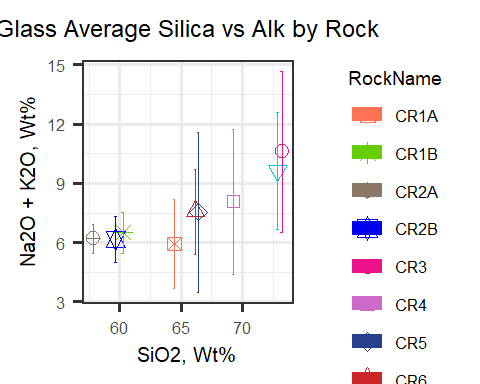 Glass Average Silica vs Alk by Rock
15
12
9
6
3
Na2O + K2O, Wt%
60 65 70
SiO2, Wt%
RockName
CR1A
CR1B
CR2A
CR2B
CR3
CR4
CR5
CR6